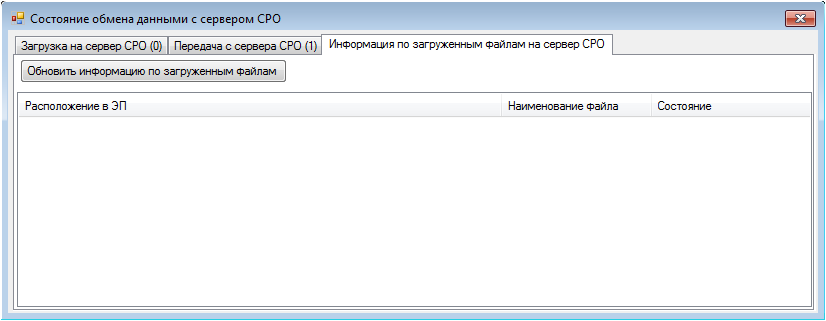 Состояние обмена данными с сервером СРО
Загрузка на сервер СРО (0) Передача с сервера СРО (1) Информация по загруженным файлам на сервер СРО
Обновить информацию по загруженным файлам
Расположение в ЭП Наименование файла Состояние